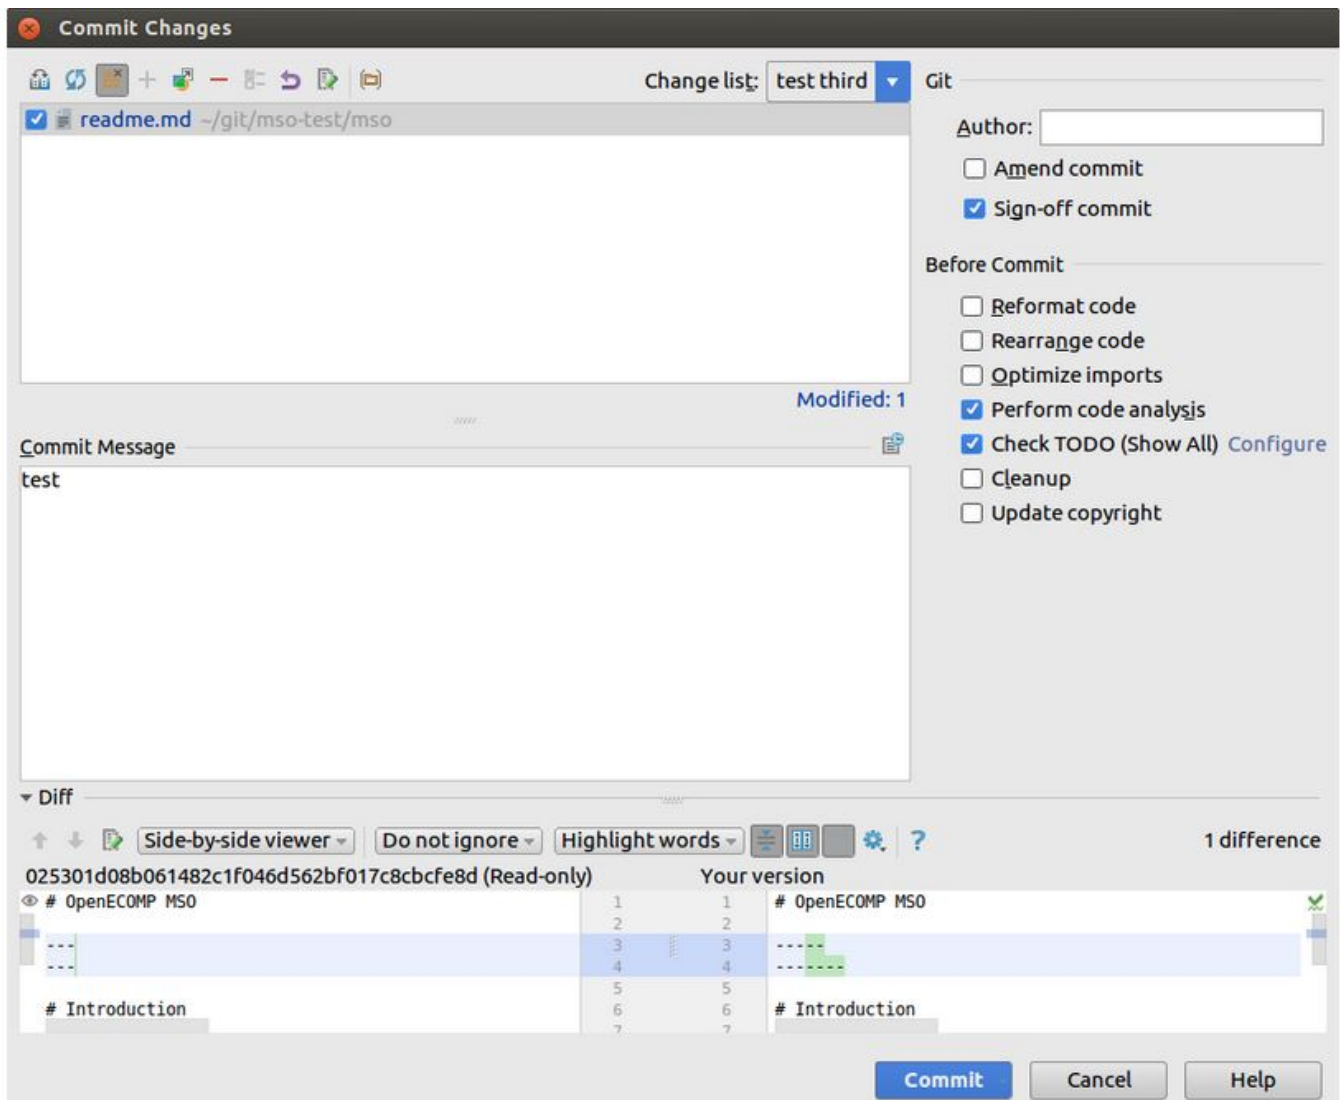 Commit Changes
Change list: test third
readme.md ~/git/mso-test/mso
Modified: 1
Commit Message
test
Git
Author:
Amend commit
Sign-off commit
Before Commit
Reformat code
Rearrange code
Optimize imports
Perform code analysis
Check TODO (Show All) Configure
Cleanup
Update copyright
Diff
Side-by-side viewer Do not ignore Highlight words ? 1 difference
025301d08b061482c1f046d562bf017c8cbcfe8d (Read-only) Your version
# OpenECOMP MSO 1 1 # OpenECOMP MSO
2 2
--- 3 3 -----
--- 4 4 -------
5 5
# Introduction 6 6 # Introduction
7 7
Commit Cancel Help